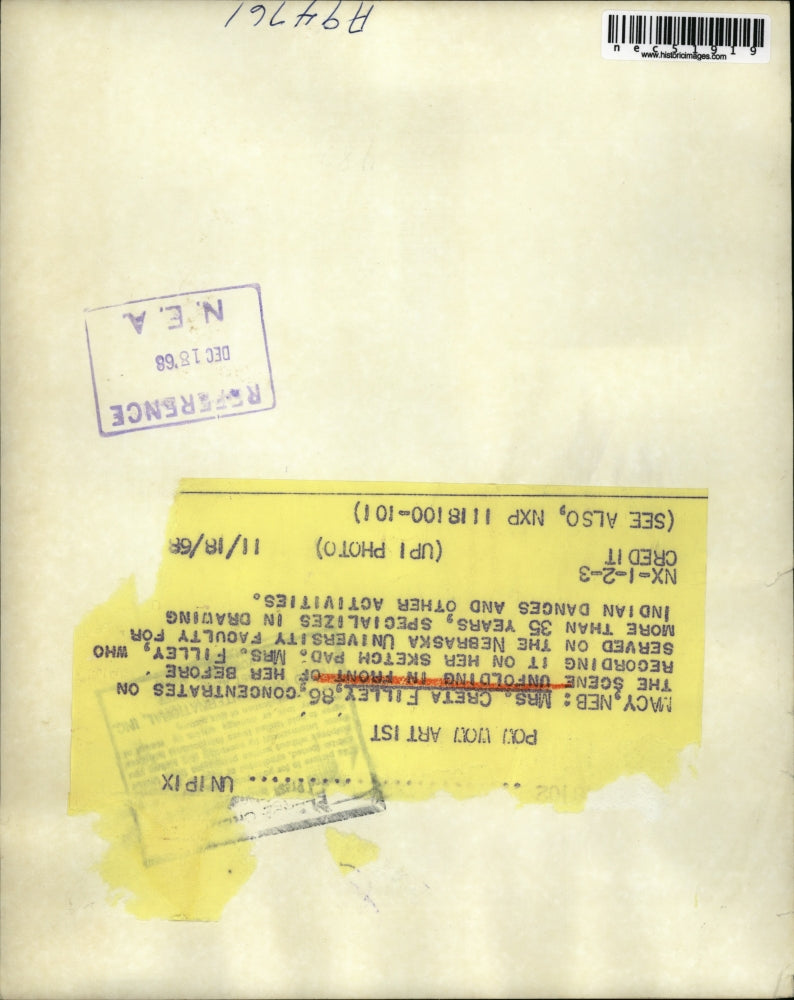 A94761
nec51919
www.historicimages.com
REFERENCE
DEC 18'68
N.E.A.
UNIPIX
POW WOW ARTIST
MACY, NEB: MRS. CRETA FILLEY, 86, CONCENTRATES ON
THE SCENE UNFOLDING IN FRONT OF HER BEFORE
RECORDING IT ON HER SKETCH PAD. MRS. FILLEY, WHO
SERVED ON THE NEBRASKA UNIVERSITY FACULTY FOR
MORE THAN 35 YEARS, SPECIALIZES IN DRAWING
INDIAN DANCES AND OTHER ACTIVITIES.
NX-1-2-3
CREDIT (UPI PHOTO) 11/18/68
(SEE ALSO, NXP 1118100-101)